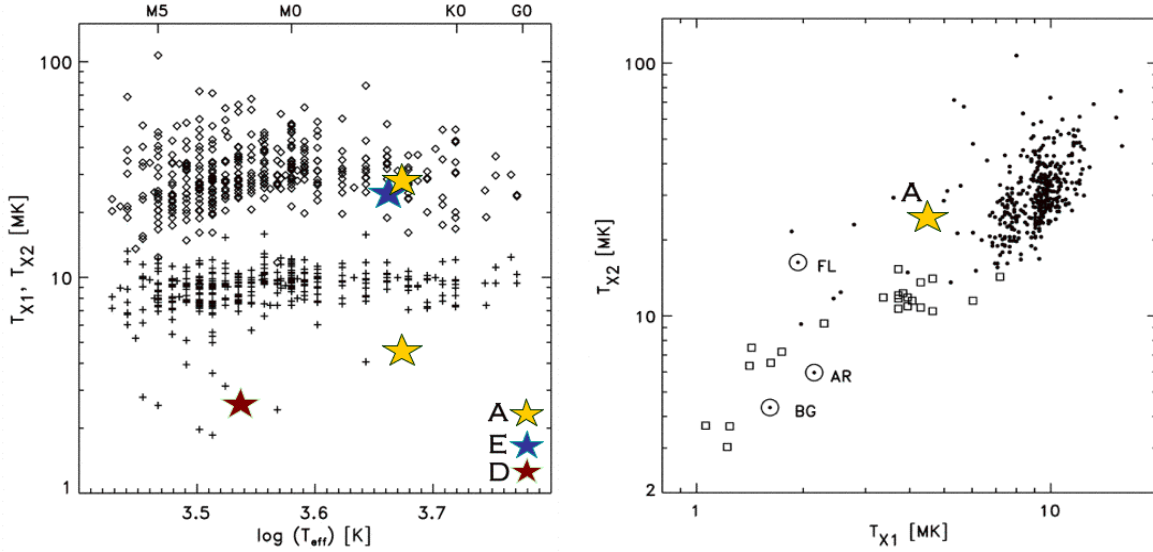 M5 M0 K0 G0
100
10
1
T_X1, T_X2 [MK]
3.5 3.6 3.7
log (T_eff) [K]
A
E
D
100
10
2
T_X2 [MK]
A
FL
AR
BG
1 10
T_X1 [MK]